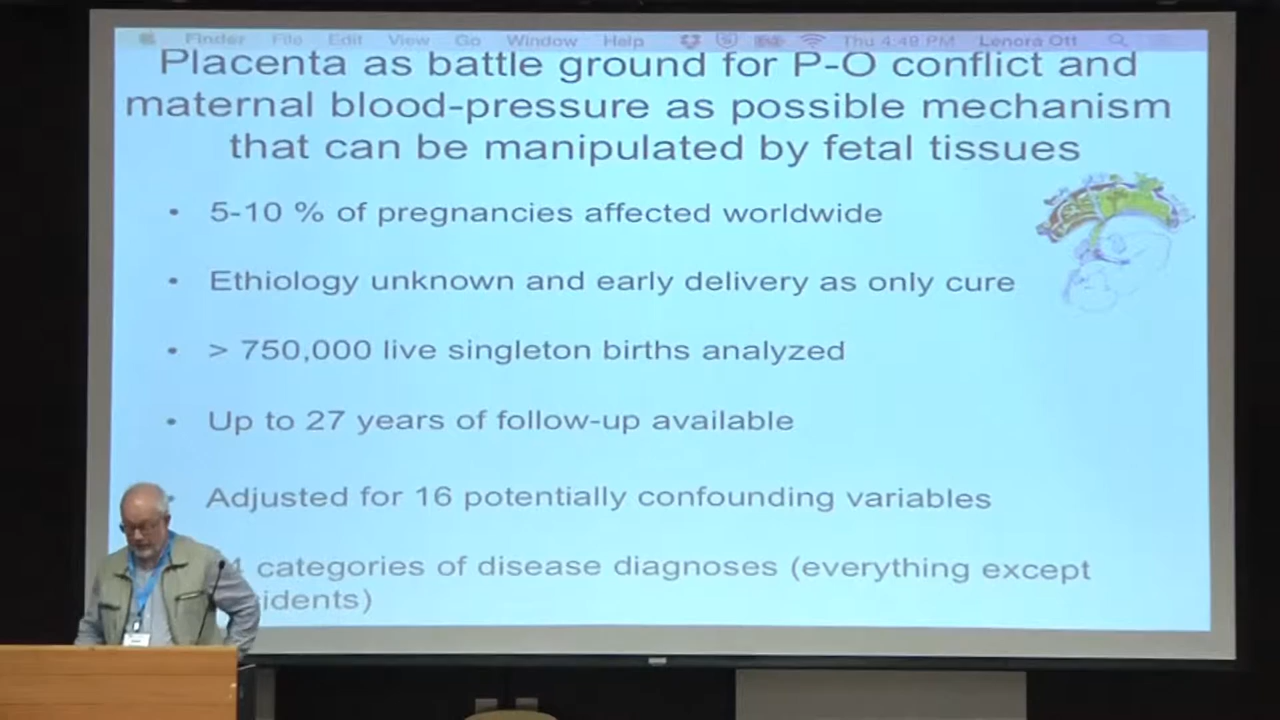 Finder File Edit View Go Window Help Thu 4:49 PM Lenora Ott
Placenta as battle ground for P-O conflict and
maternal blood-pressure as possible mechanism
that can be manipulated by fetal tissues
• 5-10 % of pregnancies affected worldwide
• Ethiology unknown and early delivery as only cure
• > 750,000 live singleton births analyzed
• Up to 27 years of follow-up available
• Adjusted for 16 potentially confounding variables
categories of disease diagnoses (everything except
idents)